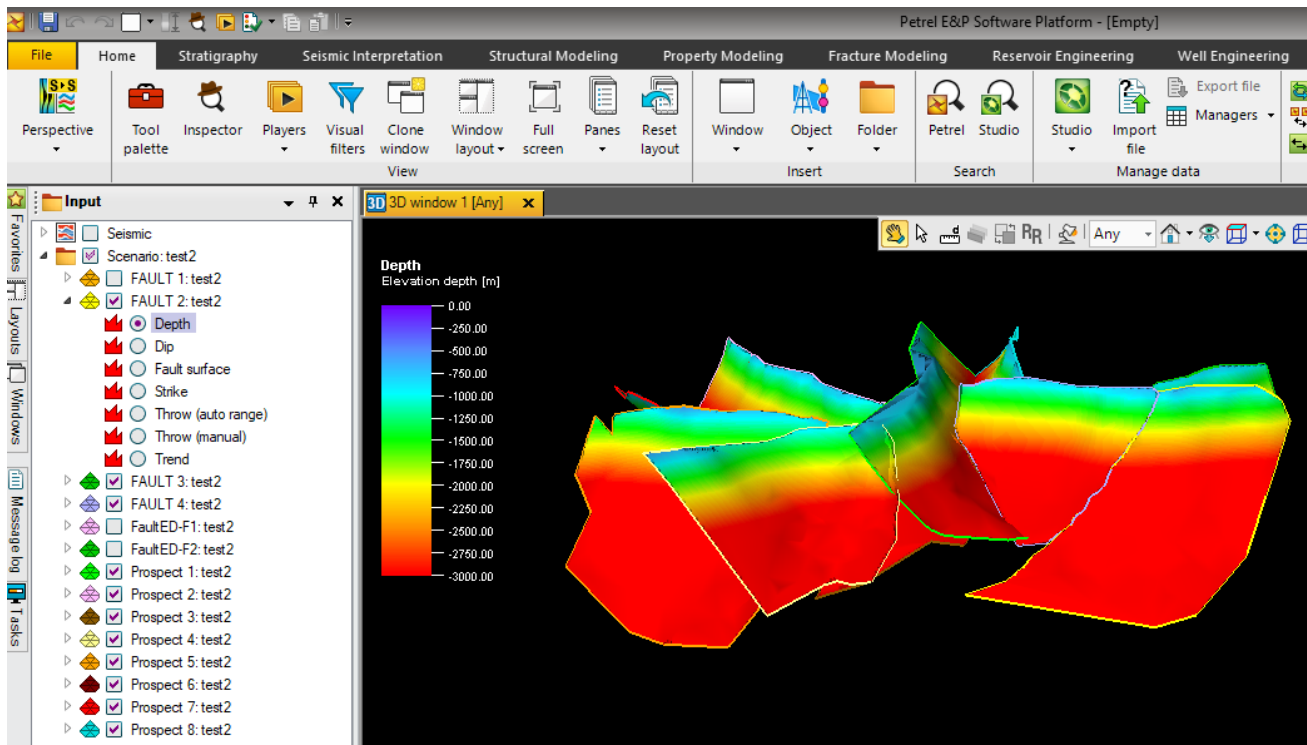 Petrel E&P Software Platform - [Empty]
File Home Stratigraphy Seismic Interpretation Structural Modeling Property Modeling Fracture Modeling Reservoir Engineering Well Engineering
S S
Perspective
Tool palette
Inspector
Players
Visual filters
Clone window
Window layout
Full screen
Panes
Reset layout
View
Window
Object
Folder
Insert
Petrel
Studio
Search
Studio
Import file
Export file
Managers
Manage data
Favorites
Layouts
Windows
Message log
Tasks
Input
Seismic
Scenario: test2
FAULT 1: test2
FAULT 2: test2
Depth
Dip
Fault surface
Strike
Throw (auto range)
Throw (manual)
Trend
FAULT 3: test2
FAULT 4: test2
FaultED-F1: test2
FaultED-F2: test2
Prospect 1: test2
Prospect 2: test2
Prospect 3: test2
Prospect 4: test2
Prospect 5: test2
Prospect 6: test2
Prospect 7: test2
Prospect 8: test2
3D 3D window 1 [Any]
RR Any
Depth
Elevation depth [m]
0.00
-250.00
-500.00
-750.00
-1000.00
-1250.00
-1500.00
-1750.00
-2000.00
-2250.00
-2500.00
-2750.00
-3000.00